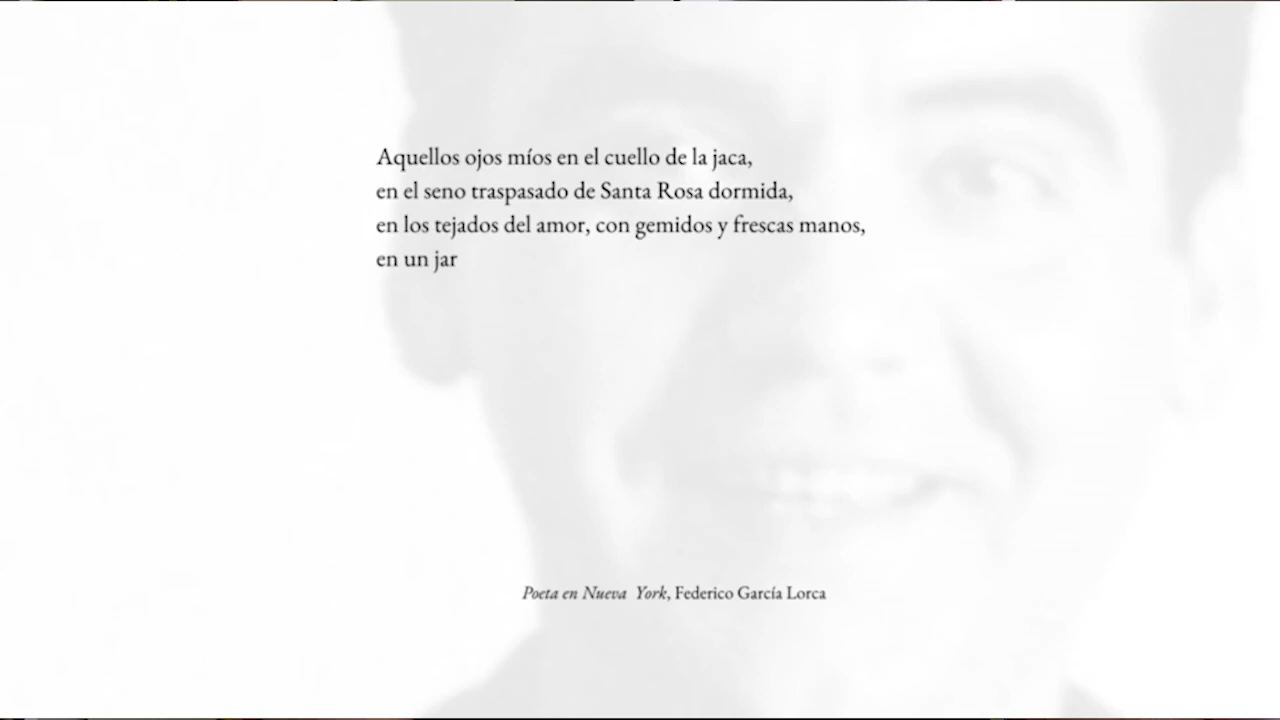 Aquellos ojos míos en el cuello de la jaca,
en el seno traspasado de Santa Rosa dormida,
en los tejados del amor, con gemidos y frescas manos,
en un jar
Poeta en Nueva York, Federico García Lorca